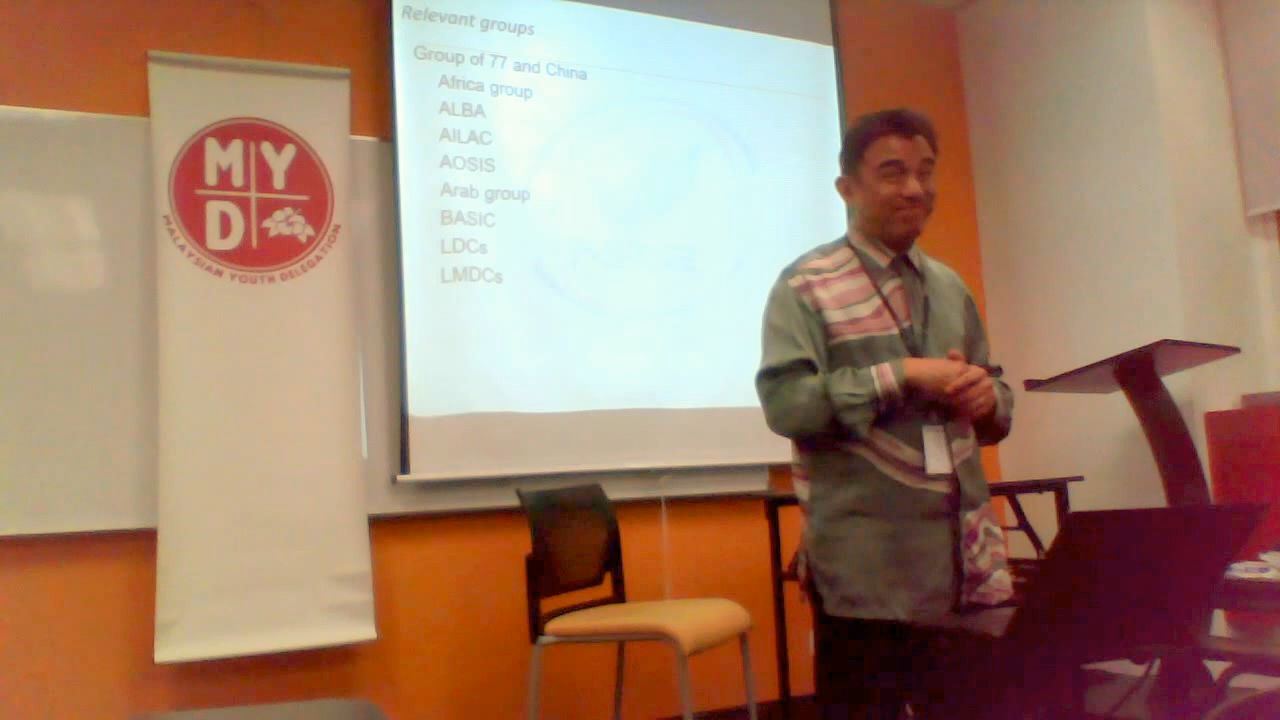 MY
D
MALAYSIAN YOUTH DELEGATION
Relevant groups
Group of 77 and China
Africa group
ALBA
AILAC
AOSIS
Arab group
BASIC
LDCs
LMDCs